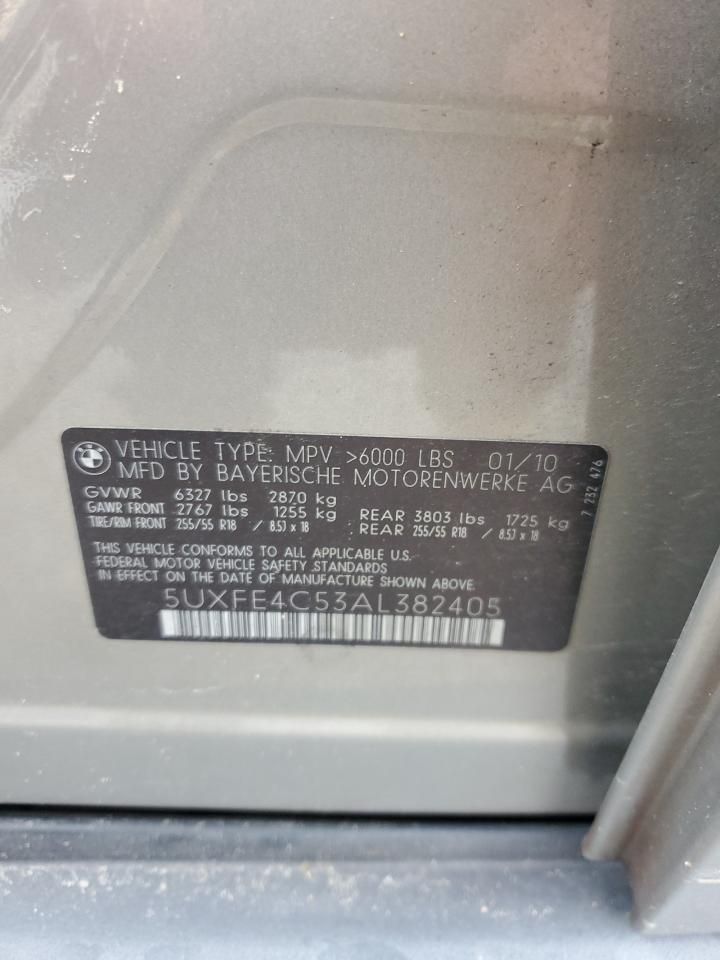 VEHICLE TYPE: MPV >6000 LBS 01/10
MFD BY BAYERISCHE MOTORENWERKE AG
GVWR 6327 lbs 2870 kg
GAWR FRONT 2767 lbs 1255 kg REAR 3803 lbs 1725 kg
TIRE/RIM FRONT 255/55 R18 / 8.5J x 18 REAR 255/55 R18 / 8.5J x 18
THIS VEHICLE CONFORMS TO ALL APPLICABLE U.S.
FEDERAL MOTOR VEHICLE SAFETY STANDARDS
IN EFFECT ON THE DATE OF MANUFACTURE SHOWN ABOVE.
5UXFE4C53AL382405
7 232 476